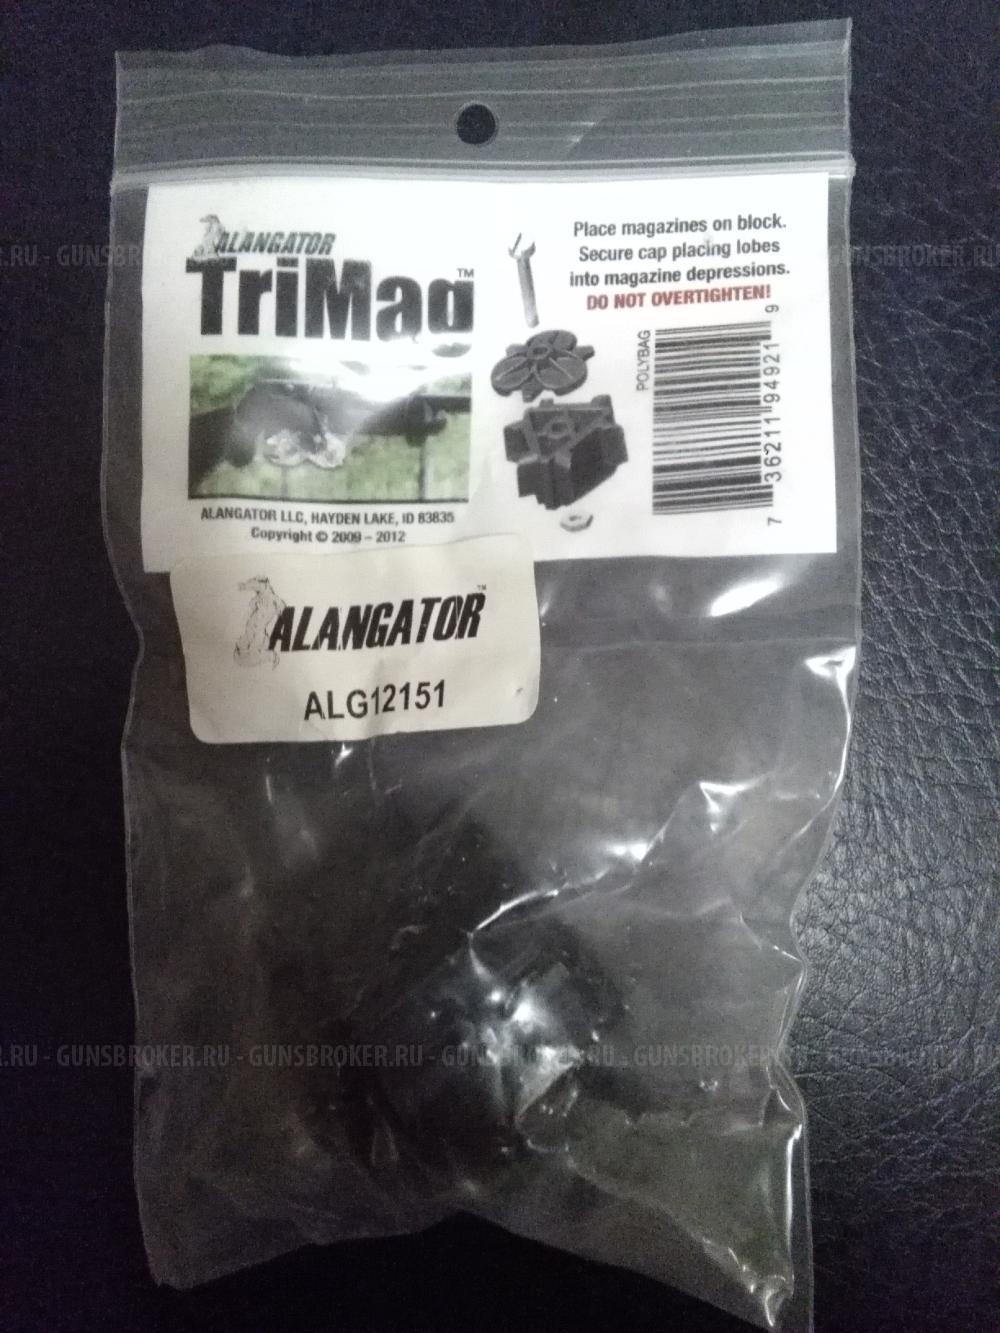 ALANGATOR
TriMag™
Place magazines on block.
Secure cap placing lobes
into magazine depressions.
DO NOT OVERTIGHTEN!
POLYBAG
7 36211 94921 9
ALANGATOR LLC, HAYDEN LAKE, ID 83835
Copyright © 2009 – 2012
ALANGATOR™
ALG12151
.RU - GUNSBROKER.RU - GUNSBROKER.RU - GUNSBROKER.RU - GUNSBROKER.RU - GUNSBROKER